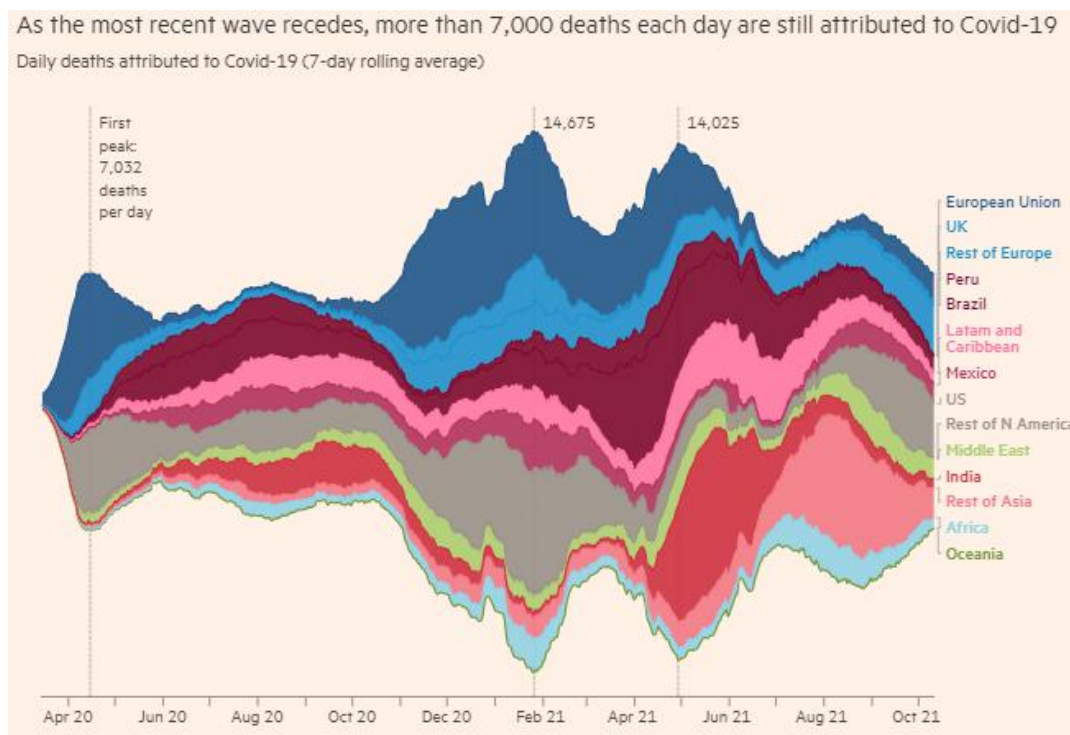 As the most recent wave recedes, more than 7,000 deaths each day are still attributed to Covid-19
Daily deaths attributed to Covid-19 (7-day rolling average)
First
peak:
7,032
deaths
per day
14,675
14,025
European Union
UK
Rest of Europe
Peru
Brazil
Latam and
Caribbean
Mexico
US
Rest of N America
Middle East
India
Rest of Asia
Africa
Oceania
Apr 20 Jun 20 Aug 20 Oct 20 Dec 20 Feb 21 Apr 21 Jun 21 Aug 21 Oct 21